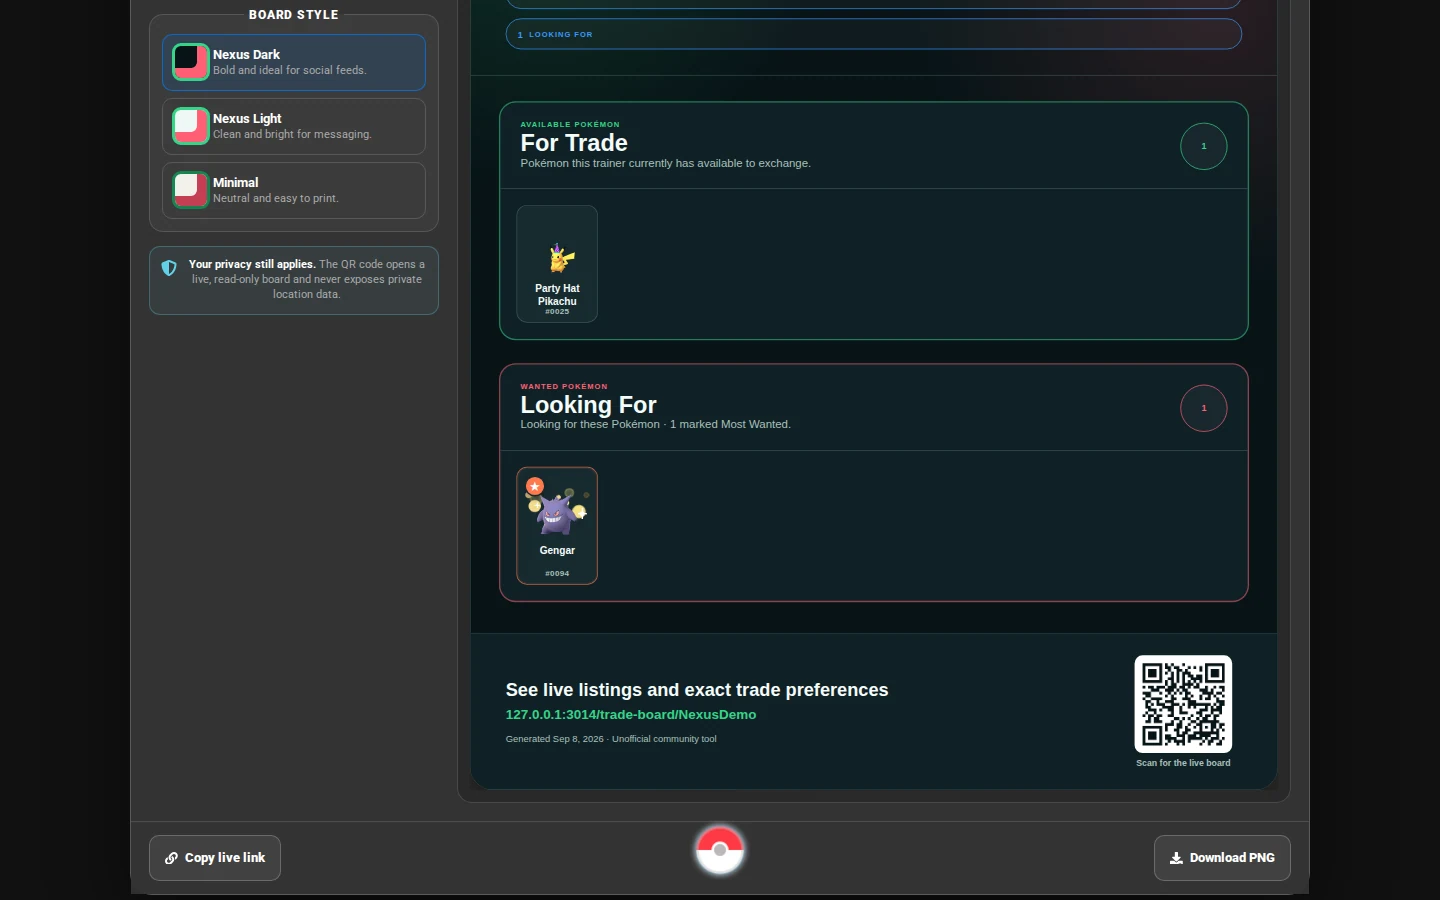 BOARD STYLE
Nexus Dark
Bold and ideal for social feeds.
Nexus Light
Clean and bright for messaging.
Minimal
Neutral and easy to print.
Your privacy still applies. The QR code opens a
live, read-only board and never exposes private
location data.
1 LOOKING FOR
AVAILABLE POKÉMON
For Trade
Pokémon this trainer currently has available to exchange.
1
Party Hat
Pikachu
#0025
WANTED POKÉMON
Looking For
Looking for these Pokémon · 1 marked Most Wanted.
1
Gengar
#0094
See live listings and exact trade preferences
127.0.0.1:3014/trade-board/NexusDemo
Generated Sep 8, 2026 · Unofficial community tool
Scan for the live board
Copy live link
Download PNG